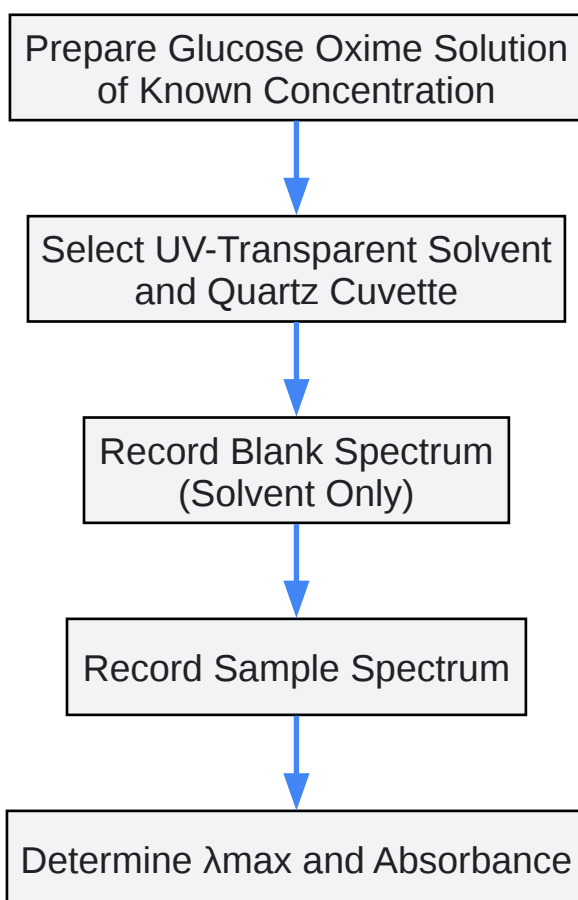 Prepare Glucose Oxime Solution
of Known Concentration
Select UV-Transparent Solvent
and Quartz Cuvette
Record Blank Spectrum
(Solvent Only)
Record Sample Spectrum
Determine λmax and Absorbance